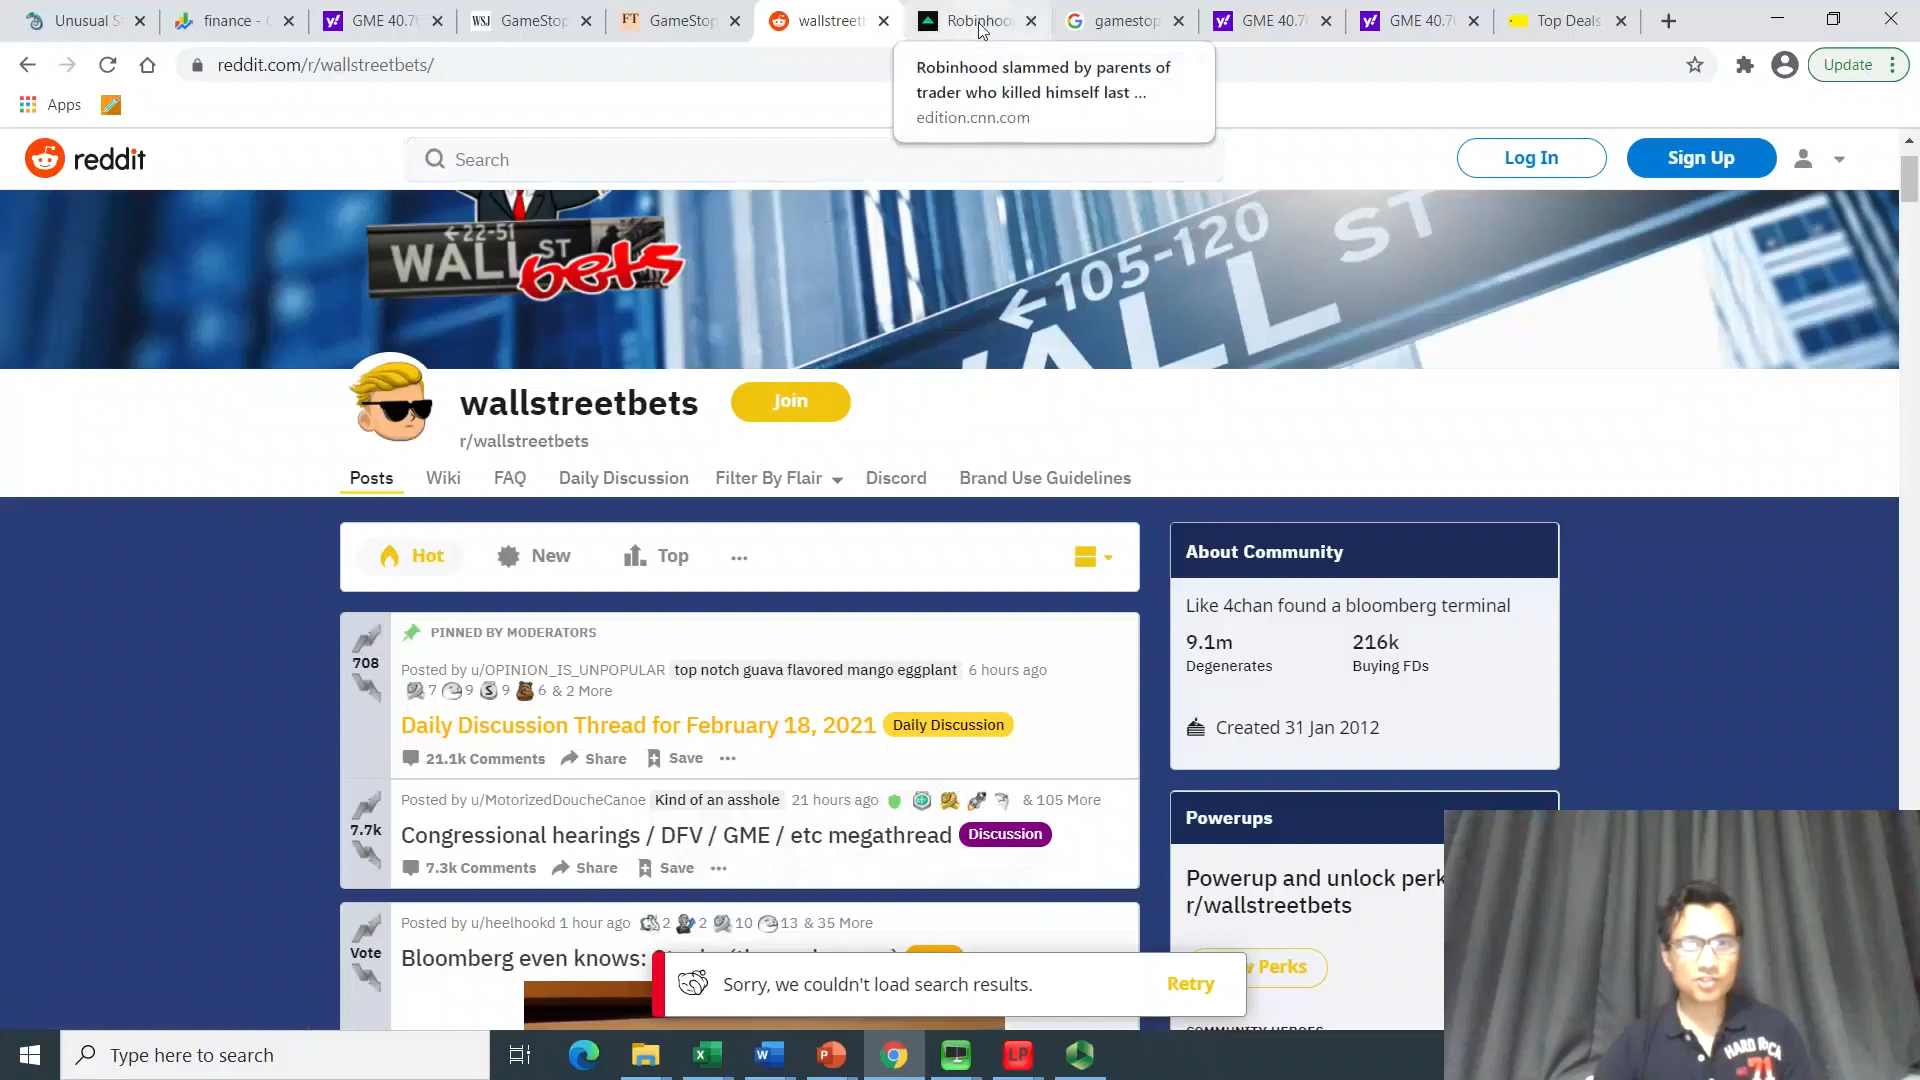 Unusual S
finance -
GME 40.7
WSJ
GameStop
FT
GameStop
wallstreet
Robinhoo
gamestop
GME 40.7
GME 40.7
Top Deals
reddit.com/r/wallstreetbets/
Update
Apps
Robinhood slammed by parents of
trader who killed himself last ...
edition.cnn.com
reddit
Search
Log In
Sign Up
←22-51
WALL ST
bets
←105-120
ST
WALL
wallstreetbets
Join
r/wallstreetbets
Posts
Wiki
FAQ
Daily Discussion
Filter By Flair
Discord
Brand Use Guidelines
Hot
New
Top
...
About Community
Like 4chan found a bloomberg terminal
9.1m
216k
Degenerates
Buying FDs
Created 31 Jan 2012
708
PINNED BY MODERATORS
Posted by u/OPINION_IS_UNPOPULAR top notch guava flavored mango eggplant 6 hours ago
7 9 9 6 & 2 More
Daily Discussion Thread for February 18, 2021 Daily Discussion
21.1k Comments Share Save ...
7.7k
Posted by u/MotorizedDoucheCanoe Kind of an asshole 21 hours ago & 105 More
Congressional hearings / DFV / GME / etc megathread Discussion
7.3k Comments Share Save ...
Powerups
Powerup and unlock perk
r/wallstreetbets
Perks
Vote
Posted by u/heelhookd 1 hour ago 2 2 10 13 & 35 More
Bloomberg even knows:
Sorry, we couldn't load search results.
Retry
COMMUNITY HEROES
Type here to search
HARD ROCK